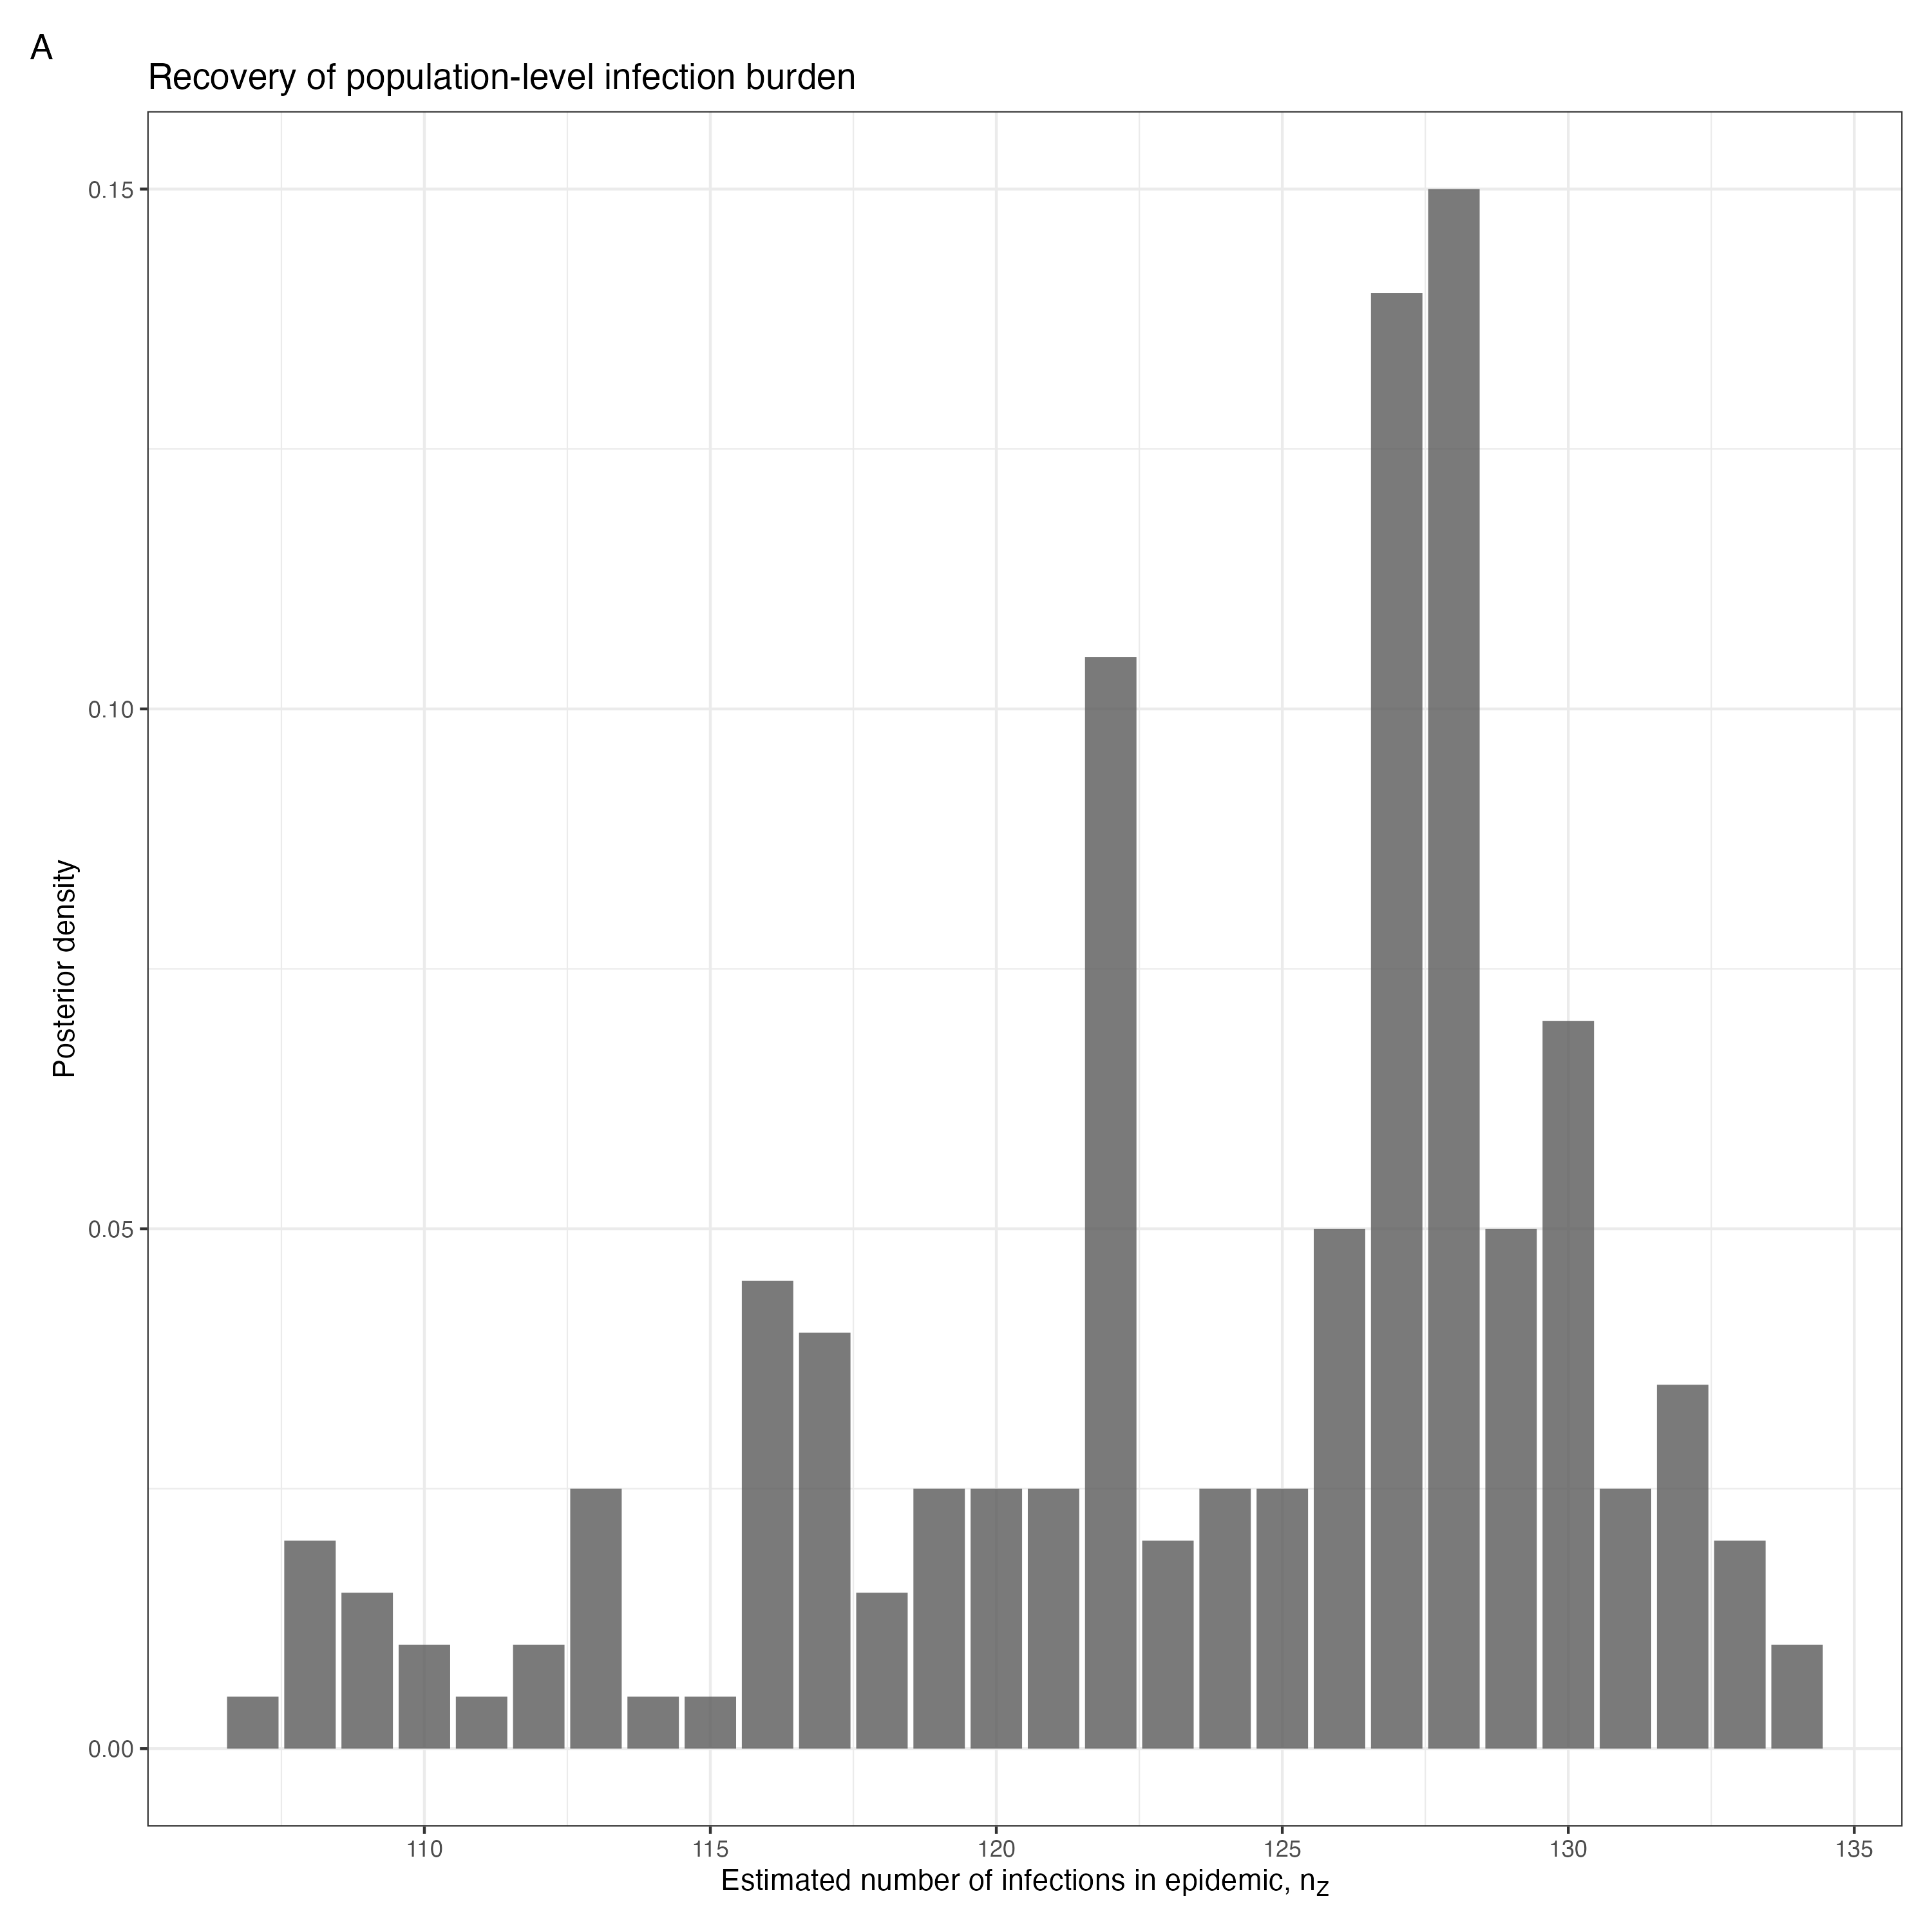 A
Recovery of population-level infection burden
0.15
0.10
0.05
0.00
Posterior density
110 115 120 125 130 135
Estimated number of infections in epidemic, nZ